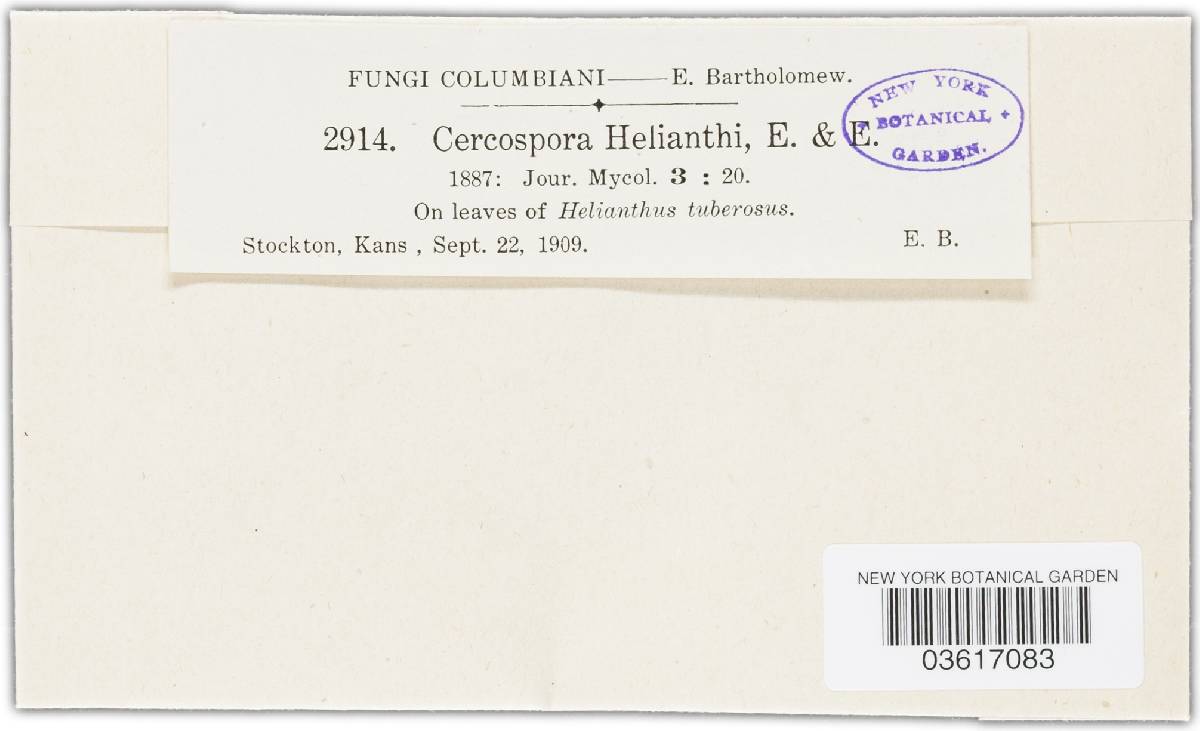 FUNGI COLUMBIANI——E. Bartholomew.
2914. Cercospora Helianthi, E. & E.
1887: Jour. Mycol. 3 : 20.
On leaves of Helianthus tuberosus.
Stockton, Kans , Sept. 22, 1909. E. B.
NEW YORK
BOTANICAL
GARDEN.
NEW YORK BOTANICAL GARDEN
03617083